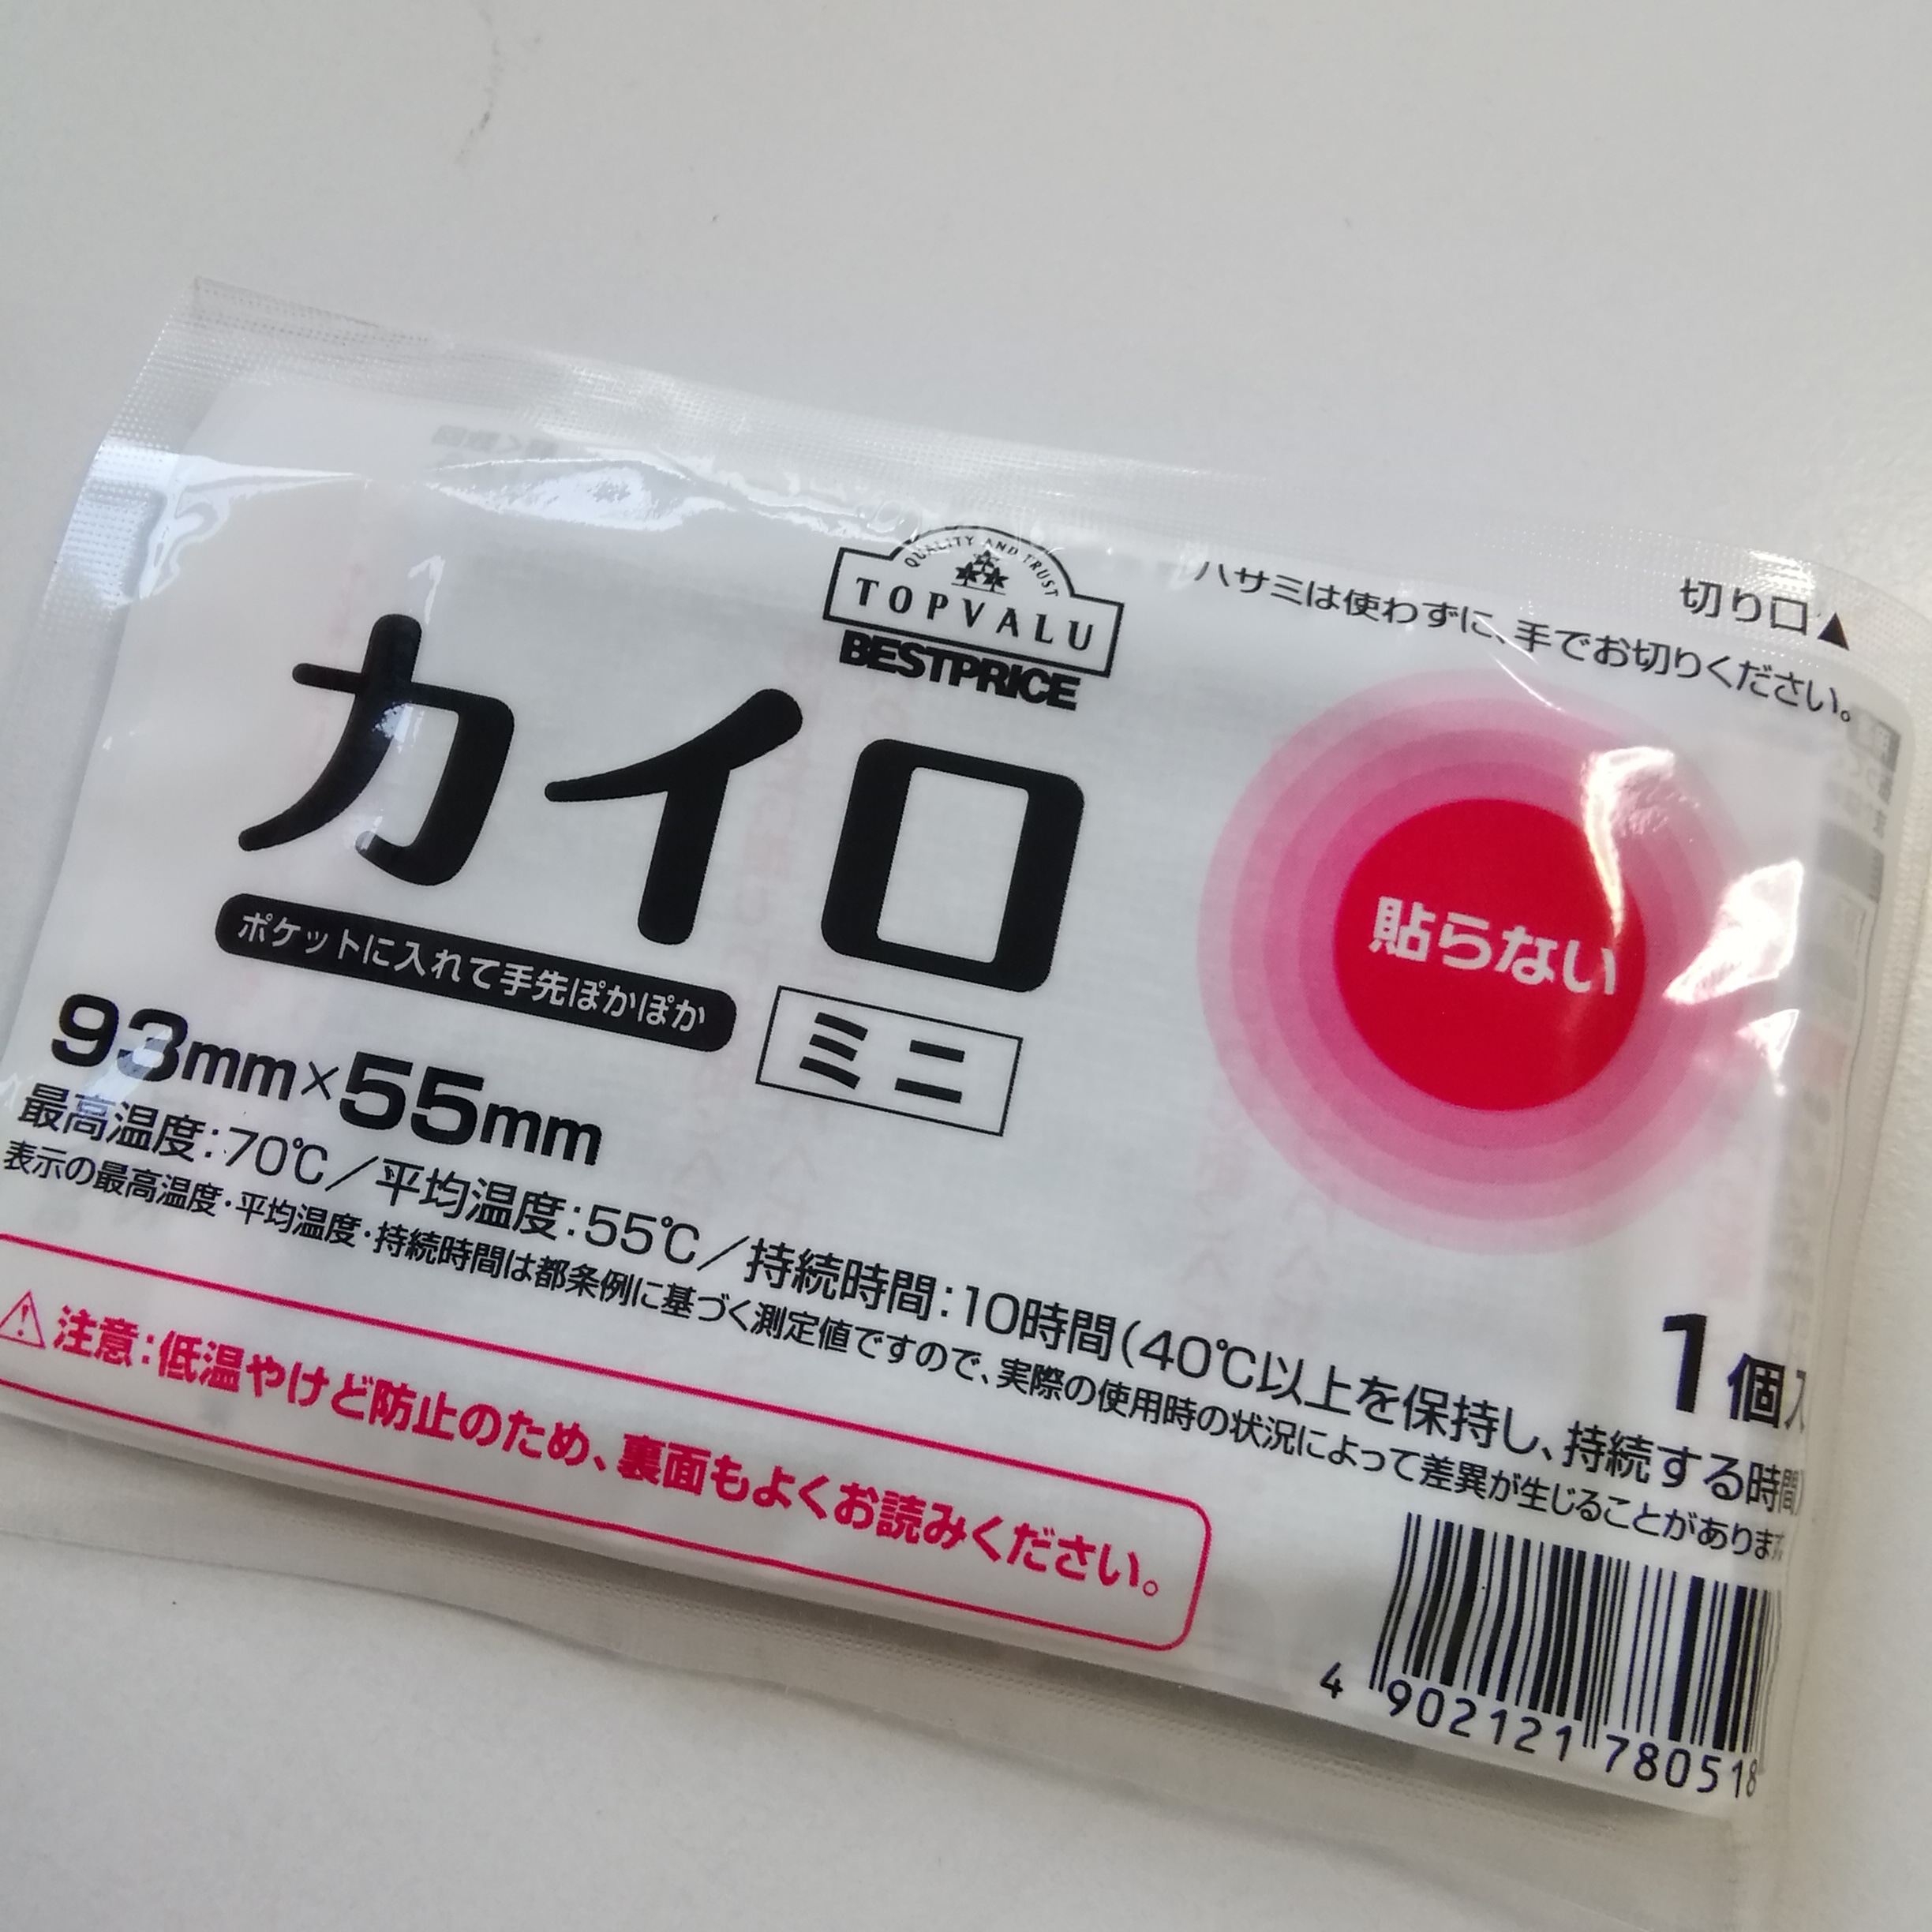 QUALITY AND TRUST
TOPVALU
BESTPRICE
切り口▲
ハサミは使わずに、手でお切りください。
カイロ
ポケットに入れて手先ぽかぽか
ミニ
貼らない
93mm×55mm
1個入
最高温度:70℃/平均温度:55℃/持続時間:10時間(40℃以上を保持し、持続する時間)
表示の最高温度・平均温度・持続時間は都条例に基づく測定値ですので、実際の使用時の状況によって差異が生じることがあります
⚠注意:低温やけど防止のため、裏面もよくお読みください。
4 902121 780518